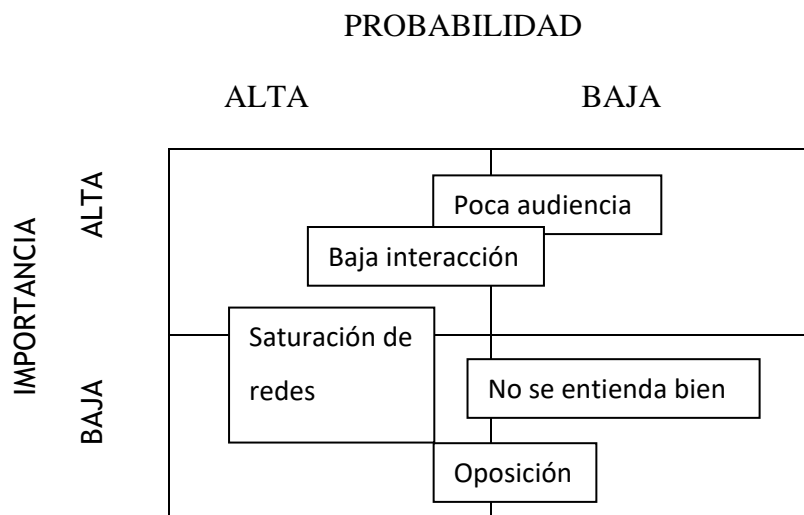 PROBABILIDAD
ALTA BAJA
IMPORTANCIA
ALTA
Poca audiencia
Baja interacción
Saturación de
redes
BAJA
No se entienda bien
Oposición